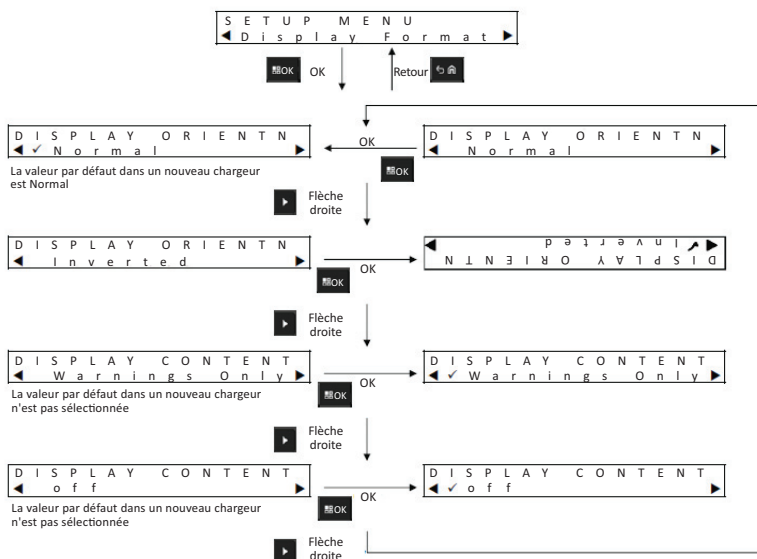 SETUP MENU
◀ Display Format ▶
OK OK Retour
DISPLAY ORIENTN
◀ ✓ Normal ▶
OK
OK
DISPLAY ORIENTN
◀ Normal ▶
La valeur par défaut dans un nouveau chargeur
est Normal
Flèche
droite
DISPLAY ORIENTN
◀ Inverted ▶
OK
OK
DISPLAY ORIENTN
◀ ✓ Inverted ▶
Flèche
droite
DISPLAY CONTENT
◀ Warnings Only ▶
OK
OK
DISPLAY CONTENT
◀ ✓ Warnings Only ▶
La valeur par défaut dans un nouveau chargeur
n'est pas sélectionnée
Flèche
droite
DISPLAY CONTENT
◀ off ▶
OK
OK
DISPLAY CONTENT
◀ ✓ off ▶
La valeur par défaut dans un nouveau chargeur
n'est pas sélectionnée
Flèche
droite